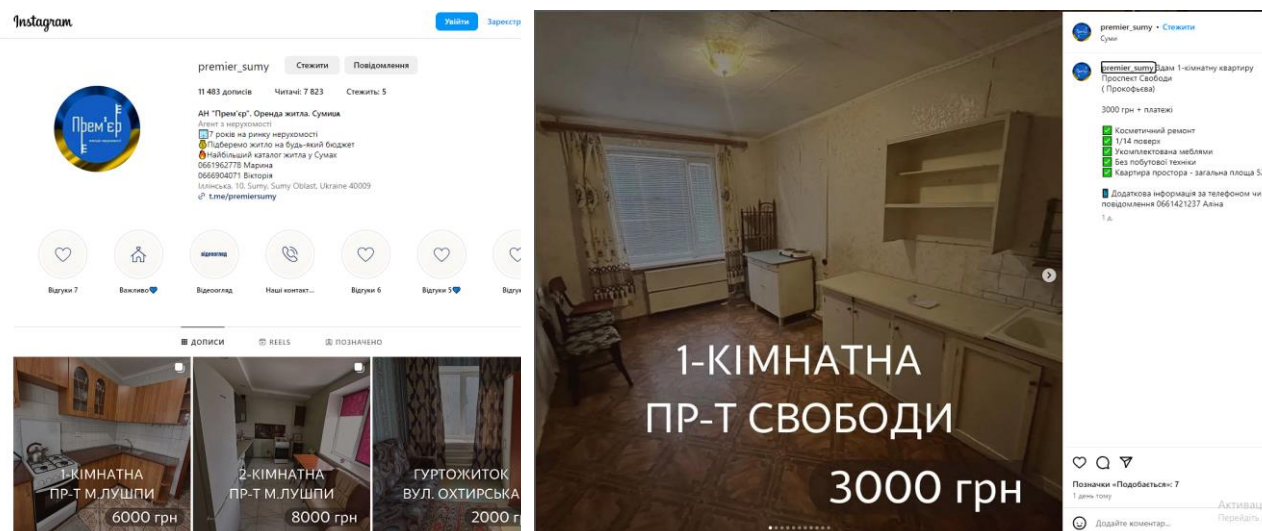 Instagram
Увійти
premier_sumy
Стежити
Повідомлення
11 483 дописів
Читачі: 7 823
Стежить: 5
АН "Прем'єр". Оренда житла. Суми
Агент з нерухомості
7 років на ринку нерухомості
Підберемо житло на будь-який бюджет
Найбільший каталог житла у Сумах
0661962778 Марина
0666904071 Вікторія
Іллінська, 10, Sumy, Sumy Oblast, Ukraine 40009
t.me/premiersumy
Прем'єр
Відгуки 7
Важливо
Відеоогляд
Наші контакт...
Відгуки 6
Відгуки 5
ДОПИСИ
REELS
ПОЗНАЧЕНО
1-КІМНАТНА
ПР-Т М.ЛУШПИ
6000 грн
2-КІМНАТНА
ПР-Т М.ЛУШПИ
8000 грн
ГУРТОЖИТОК
ВУЛ. ОХТИРСЬКА
2000
1-КІМНАТНА
ПР-Т СВОБОДИ
3000 грн
premier_sumy • Стежити
Суми
premier_sumy Здам 1-кімнатну квартиру
Проспект Свободи
( Прокофьєва)
3000 грн + платежі
Косметичний ремонт
1/14 поверх
Укомплектована меблями
Без побутової техніки
Квартира простора - загальна площа
Додаткова інформація за телефоном чи
повідомлення 0661421237 Аліна
1 д.
Позначки «Подобається»: 7
1 день тому
Додайте коментар...